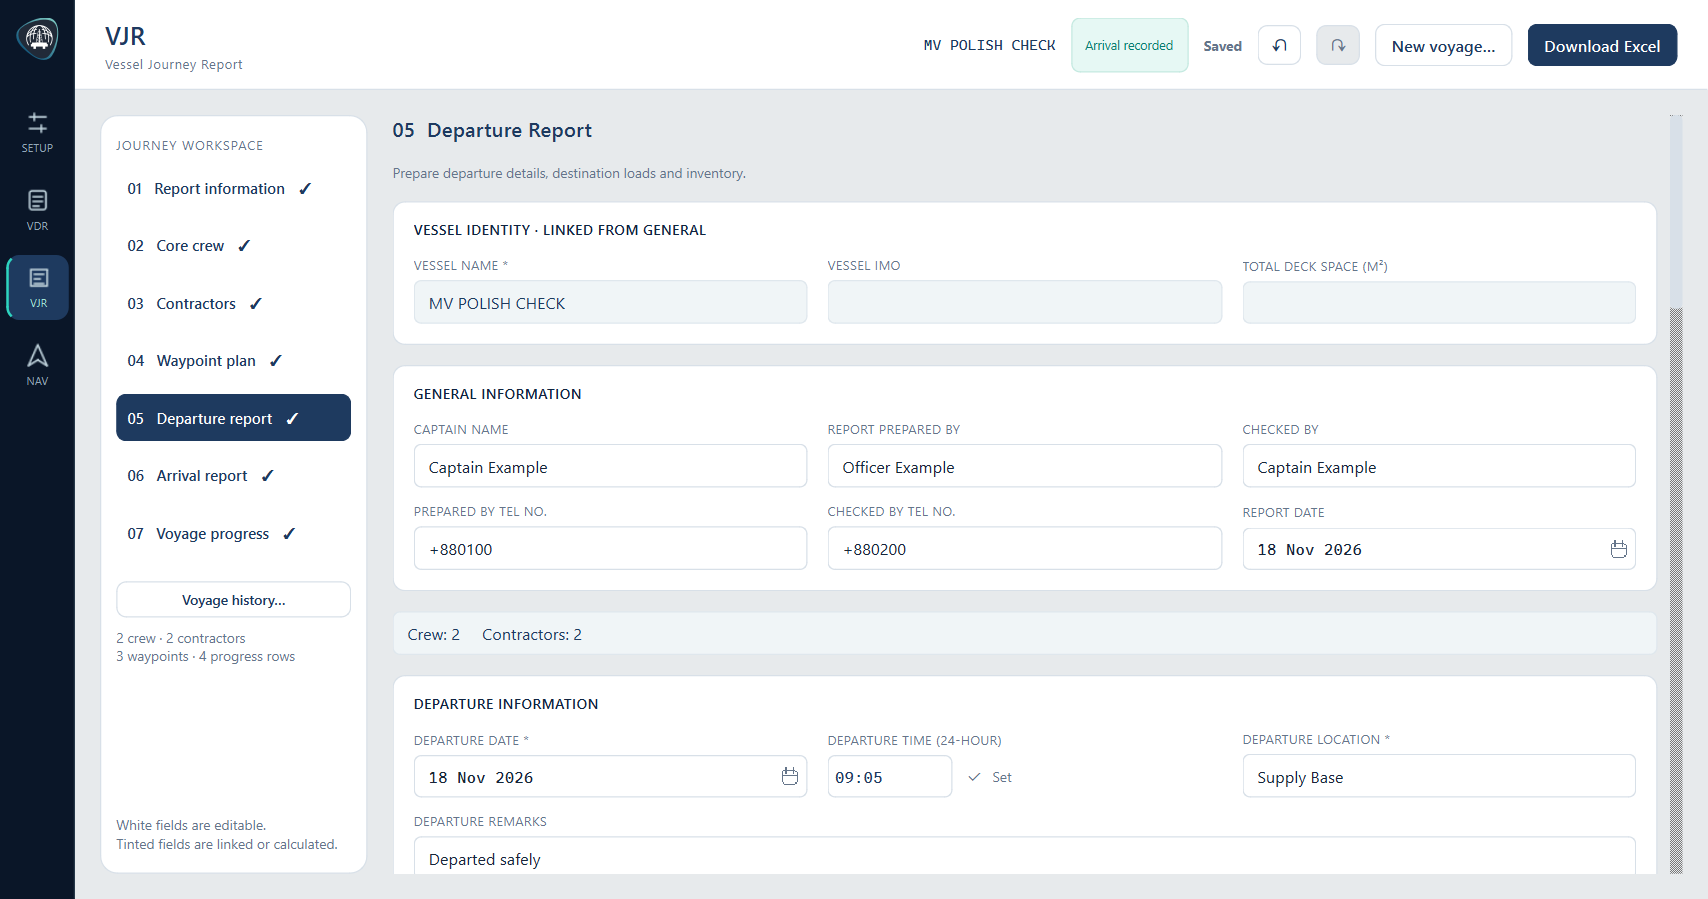 VJR
Vessel Journey Report
MV POLISH CHECK
Arrival recorded
Saved
New voyage...
Download Excel
SETUP
VDR
VJR
NAV
JOURNEY WORKSPACE
01 Report information ✓
02 Core crew ✓
03 Contractors ✓
04 Waypoint plan ✓
05 Departure report ✓
06 Arrival report ✓
07 Voyage progress ✓
Voyage history...
2 crew · 2 contractors
3 waypoints · 4 progress rows
White fields are editable.
Tinted fields are linked or calculated.
05 Departure Report
Prepare departure details, destination loads and inventory.
VESSEL IDENTITY · LINKED FROM GENERAL
VESSEL NAME * VESSEL IMO TOTAL DECK SPACE (M²)
MV POLISH CHECK
GENERAL INFORMATION
CAPTAIN NAME REPORT PREPARED BY CHECKED BY
Captain Example Officer Example Captain Example
PREPARED BY TEL NO. CHECKED BY TEL NO. REPORT DATE
+880100 +880200 18 Nov 2026
Crew: 2 Contractors: 2
DEPARTURE INFORMATION
DEPARTURE DATE * DEPARTURE TIME (24-HOUR) DEPARTURE LOCATION *
18 Nov 2026 09:05 ✓ Set Supply Base
DEPARTURE REMARKS
Departed safely